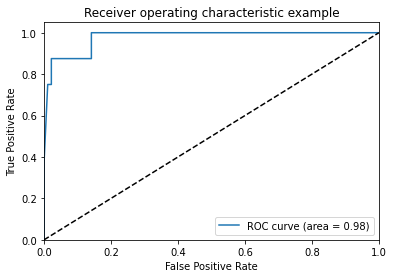 Receiver operating characteristic example
True Positive Rate
1.0
0.8
0.6
0.4
0.2
0.0
ROC curve (area = 0.98)
0.0 0.2 0.4 0.6 0.8 1.0
False Positive Rate